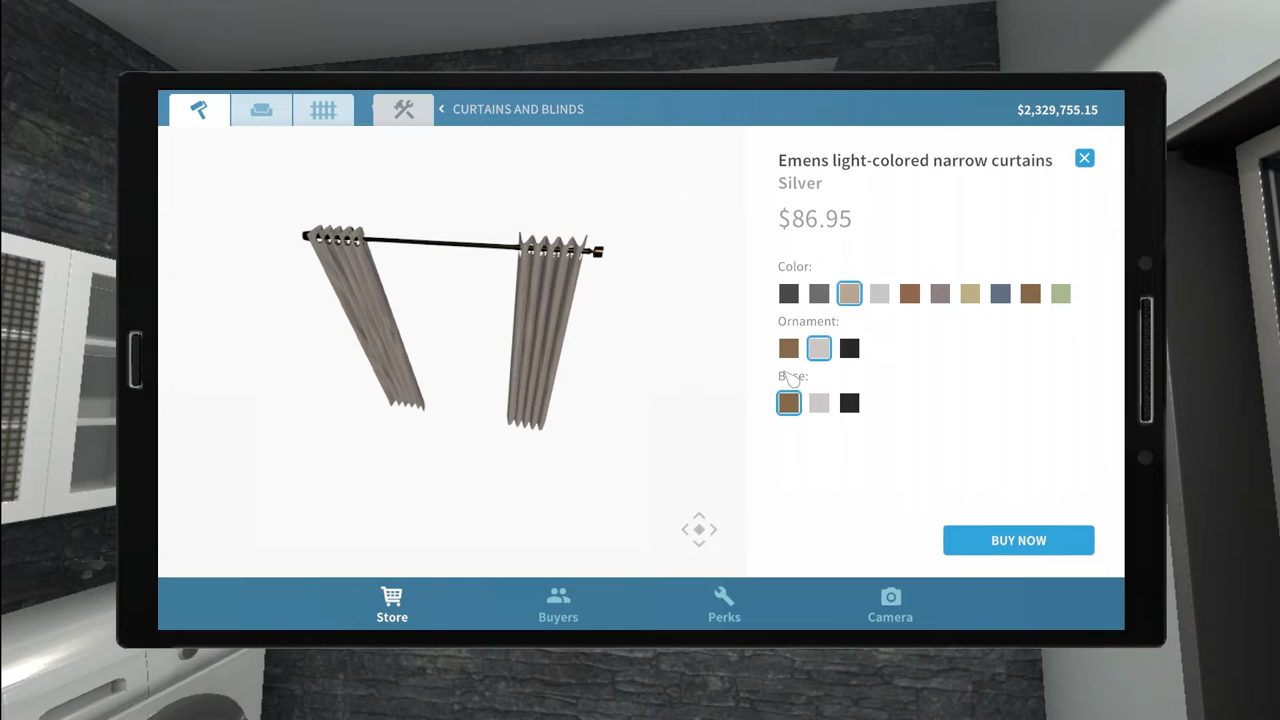 CURTAINS AND BLINDS
$2,329,755.15
Emens light-colored narrow curtains
Silver
$86.95
Color:
Ornament:
Base:
BUY NOW
Store
Buyers
Perks
Camera